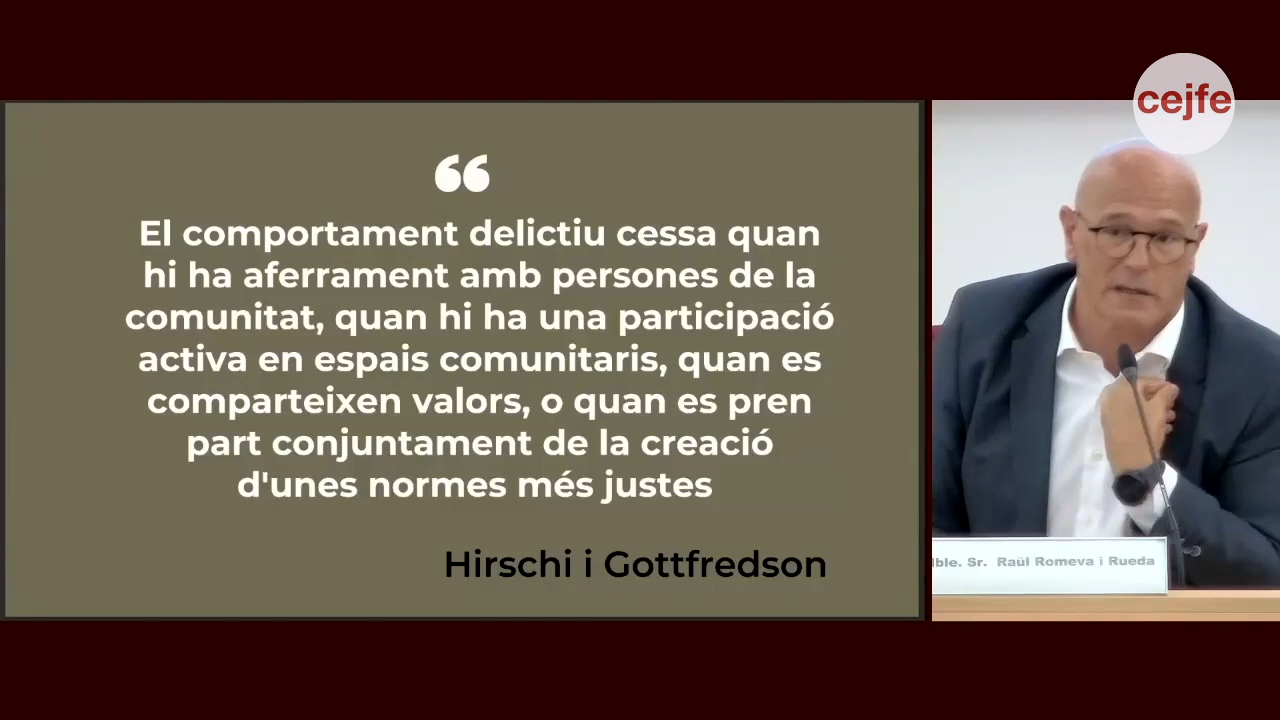 cejfe
“
El comportament delictiu cessa quan
hi ha aferrament amb persones de la
comunitat, quan hi ha una participació
activa en espais comunitaris, quan es
comparteixen valors, o quan es pren
part conjuntament de la creació
d'unes normes més justes
Hirschi i Gottfredson
ble. Sr. Raül Romeva i Rueda